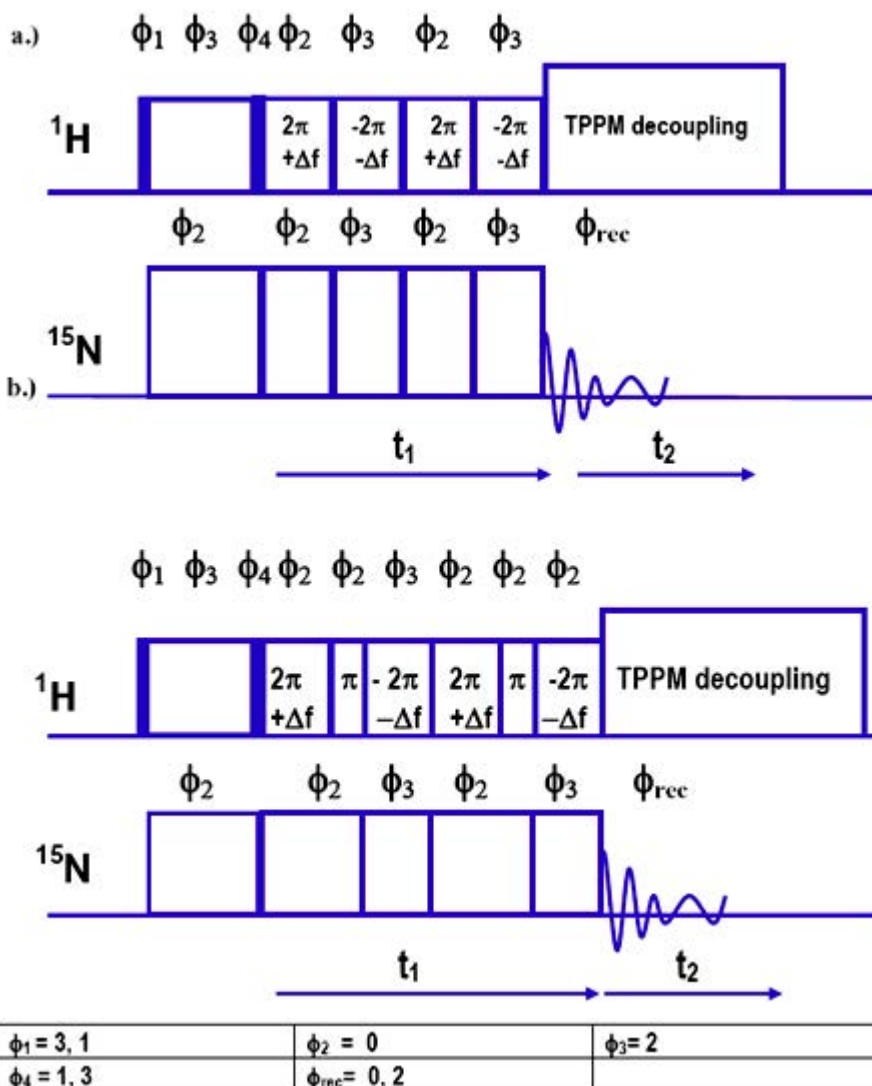 a.)
ϕ1 ϕ3 ϕ4 ϕ2 ϕ3 ϕ2 ϕ3
1H
2π -2π 2π -2π
+Δf -Δf +Δf -Δf
TPPM decoupling
ϕ2 ϕ2 ϕ3 ϕ2 ϕ3 ϕrec
15N
b.)
t1 t2
ϕ1 ϕ3 ϕ4 ϕ2 ϕ2 ϕ3 ϕ2 ϕ2 ϕ2
1H
2π π - 2π 2π π -2π
+Δf –Δf +Δf –Δf
TPPM decoupling
ϕ2 ϕ2 ϕ3 ϕ2 ϕ3 ϕrec
15N
t1 t2
ϕ1 = 3, 1 ϕ2 = 0 ϕ3= 2
ϕ4 = 1, 3 ϕrec= 0, 2